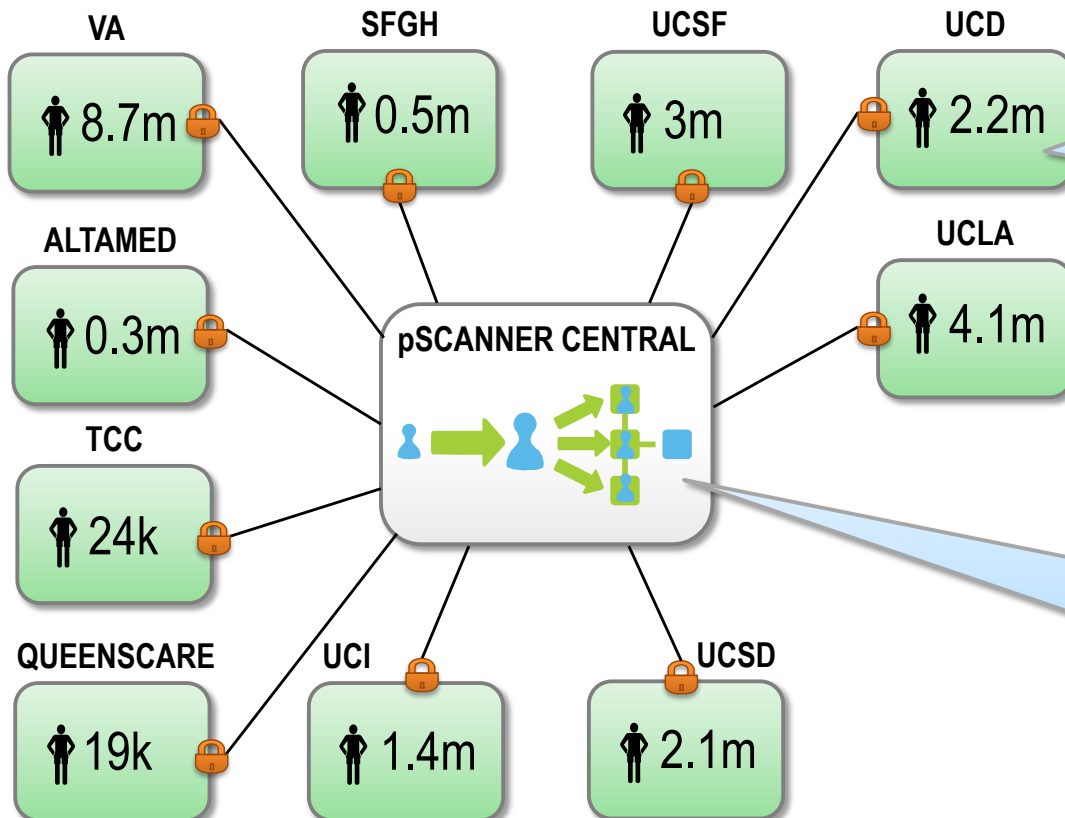 VA
8.7m
SFGH
0.5m
UCSF
3m
UCD
2.2m
ALTAMED
0.3m
UCLA
4.1m
pSCANNER CENTRAL
TCC
24k
QUEENSCARE
19k
UCI
1.4m
UCSD
2.1m